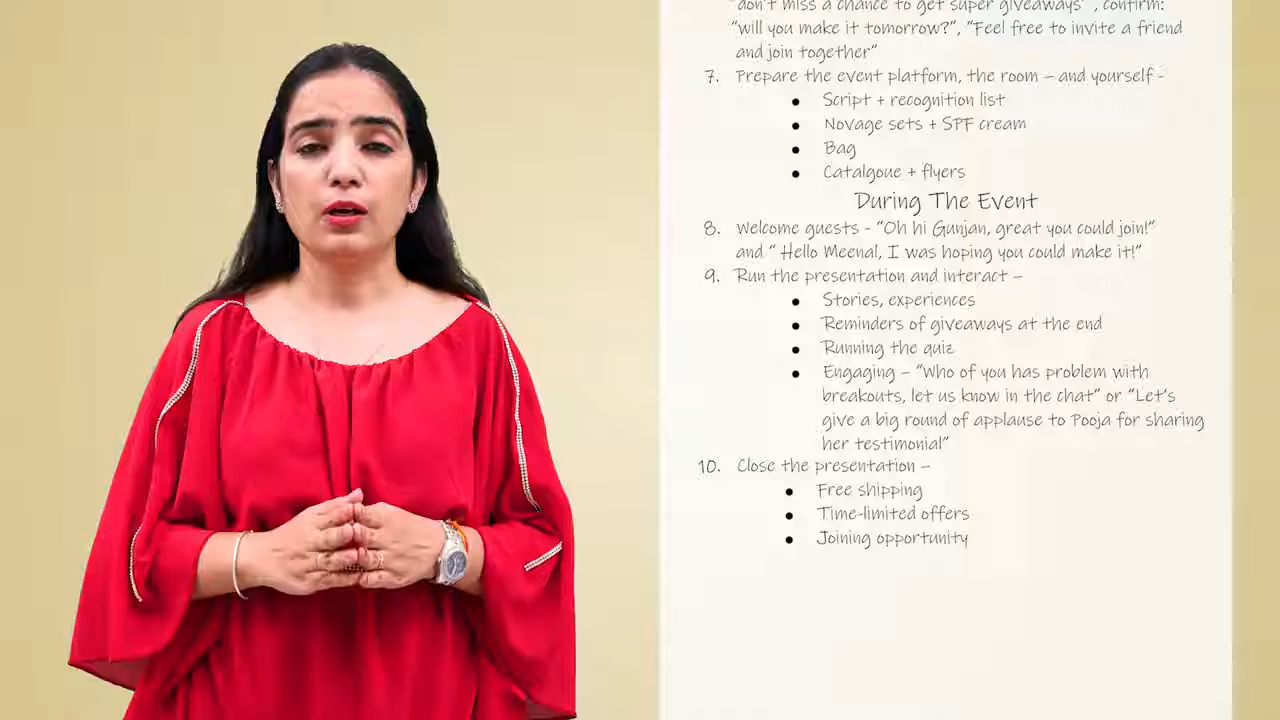 "don't miss a chance to get super giveaways", confirm:
"will you make it tomorrow?", "Feel free to invite a friend
and join together"
7. Prepare the event platform, the room – and yourself -
● Script + recognition list
● Novage sets + SPF cream
● Bag
● Catalgoue + flyers
During The Event
8. Welcome guests - "Oh hi Gunjan, great you could join!"
and " Hello Meenal, I was hoping you could make it!"
9. Run the presentation and interact –
● Stories, experiences
● Reminders of giveaways at the end
● Running the quiz
● Engaging – "Who of you has problem with
breakouts, let us know in the chat" or "Let's
give a big round of applause to Pooja for sharing
her testimonial"
10. Close the presentation –
● Free shipping
● Time-limited offers
● Joining opportunity